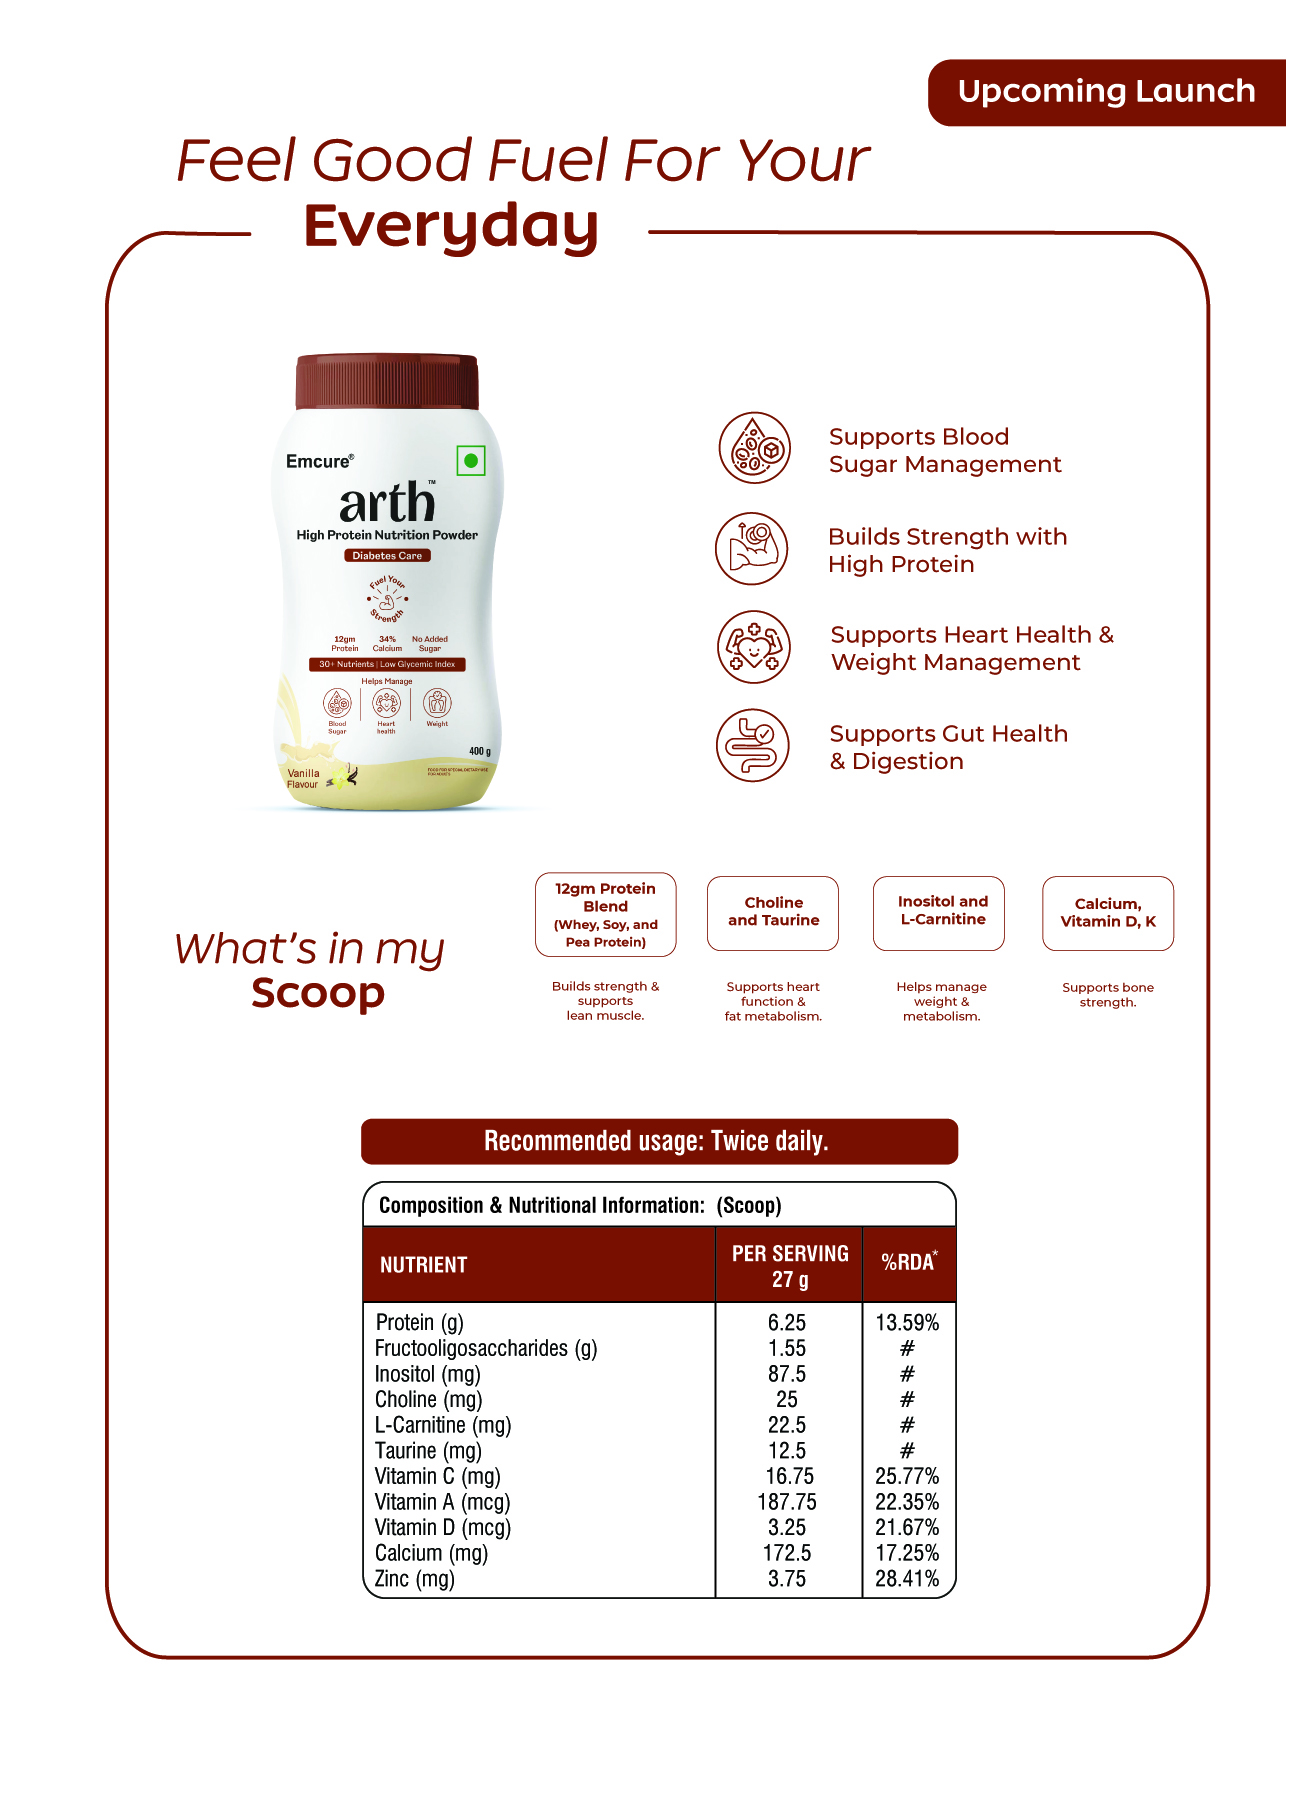 Upcoming Launch
Feel Good Fuel For Your
Everyday
Emcure®
arth™
High Protein Nutrition Powder
Diabetes Care
Fuel Your
Strength
12gm Protein
34% Calcium
No Added Sugar
30+ Nutrients | Low Glycemic Index
Helps Manage
Blood Sugar
Heart health
Weight
400 g
Vanilla
Flavour
FOOD FOR SPECIAL DIETARY USE
FOR ADULTS
Supports Blood
Sugar Management
Builds Strength with
High Protein
Supports Heart Health &
Weight Management
Supports Gut Health
& Digestion
What's in my
Scoop
12gm Protein
Blend
(Whey, Soy, and
Pea Protein)
Builds strength &
supports
lean muscle.
Choline
and Taurine
Supports heart
function &
fat metabolism.
Inositol and
L-Carnitine
Helps manage
weight &
metabolism.
Calcium,
Vitamin D, K
Supports bone
strength.
Recommended usage: Twice daily.
Composition & Nutritional Information: (Scoop)
NUTRIENT PER SERVING 27 g %RDA*
Protein (g) 6.25 13.59%
Fructooligosaccharides (g) 1.55 #
Inositol (mg) 87.5 #
Choline (mg) 25 #
L-Carnitine (mg) 22.5 #
Taurine (mg) 12.5 #
Vitamin C (mg) 16.75 25.77%
Vitamin A (mcg) 187.75 22.35%
Vitamin D (mcg) 3.25 21.67%
Calcium (mg) 172.5 17.25%
Zinc (mg) 3.75 28.41%